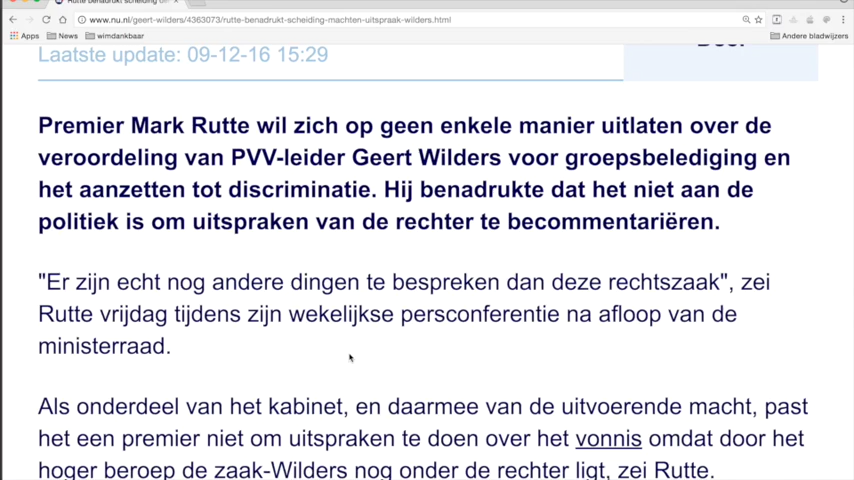 Rutte benadrukt scheiding
www.nu.nl/geert-wilders/4363073/rutte-benadrukt-scheiding-machten-uitspraak-wilders.html
Apps News wimdankbaar Andere bladwijzers
Laatste update: 09-12-16 15:29
Premier Mark Rutte wil zich op geen enkele manier uitlaten over de
veroordeling van PVV-leider Geert Wilders voor groepsbelediging en
het aanzetten tot discriminatie. Hij benadrukte dat het niet aan de
politiek is om uitspraken van de rechter te becommentariëren.
"Er zijn echt nog andere dingen te bespreken dan deze rechtszaak", zei
Rutte vrijdag tijdens zijn wekelijkse persconferentie na afloop van de
ministerraad.
Als onderdeel van het kabinet, en daarmee van de uitvoerende macht, past
het een premier niet om uitspraken te doen over het vonnis omdat door het
hoger beroep de zaak-Wilders nog onder de rechter ligt, zei Rutte.